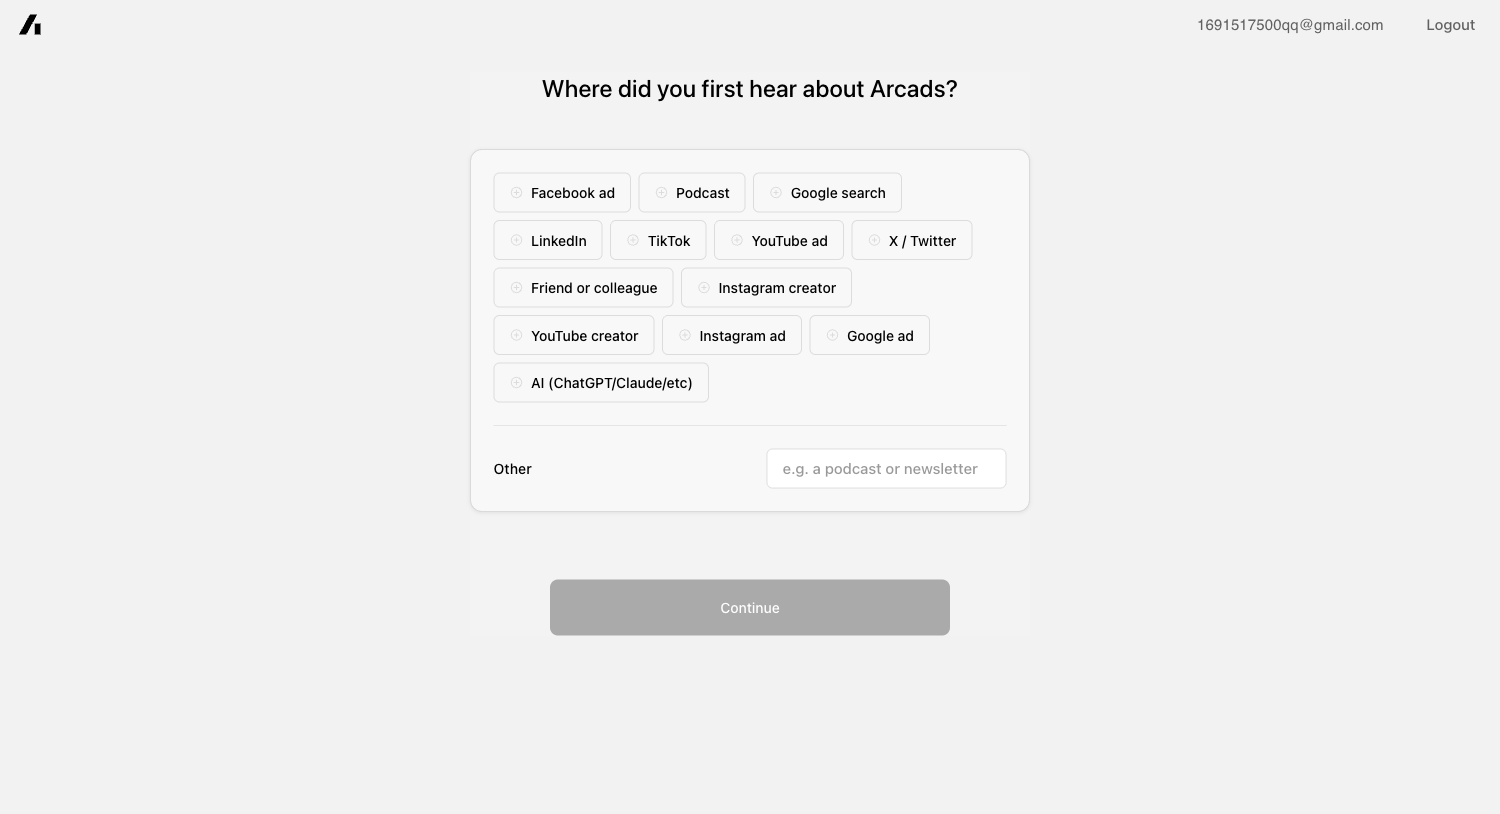 1691517500qq@gmail.com Logout
Where did you first hear about Arcads?
Facebook ad Podcast Google search
LinkedIn TikTok YouTube ad X / Twitter
Friend or colleague Instagram creator
YouTube creator Instagram ad Google ad
AI (ChatGPT/Claude/etc)
Other e.g. a podcast or newsletter
Continue